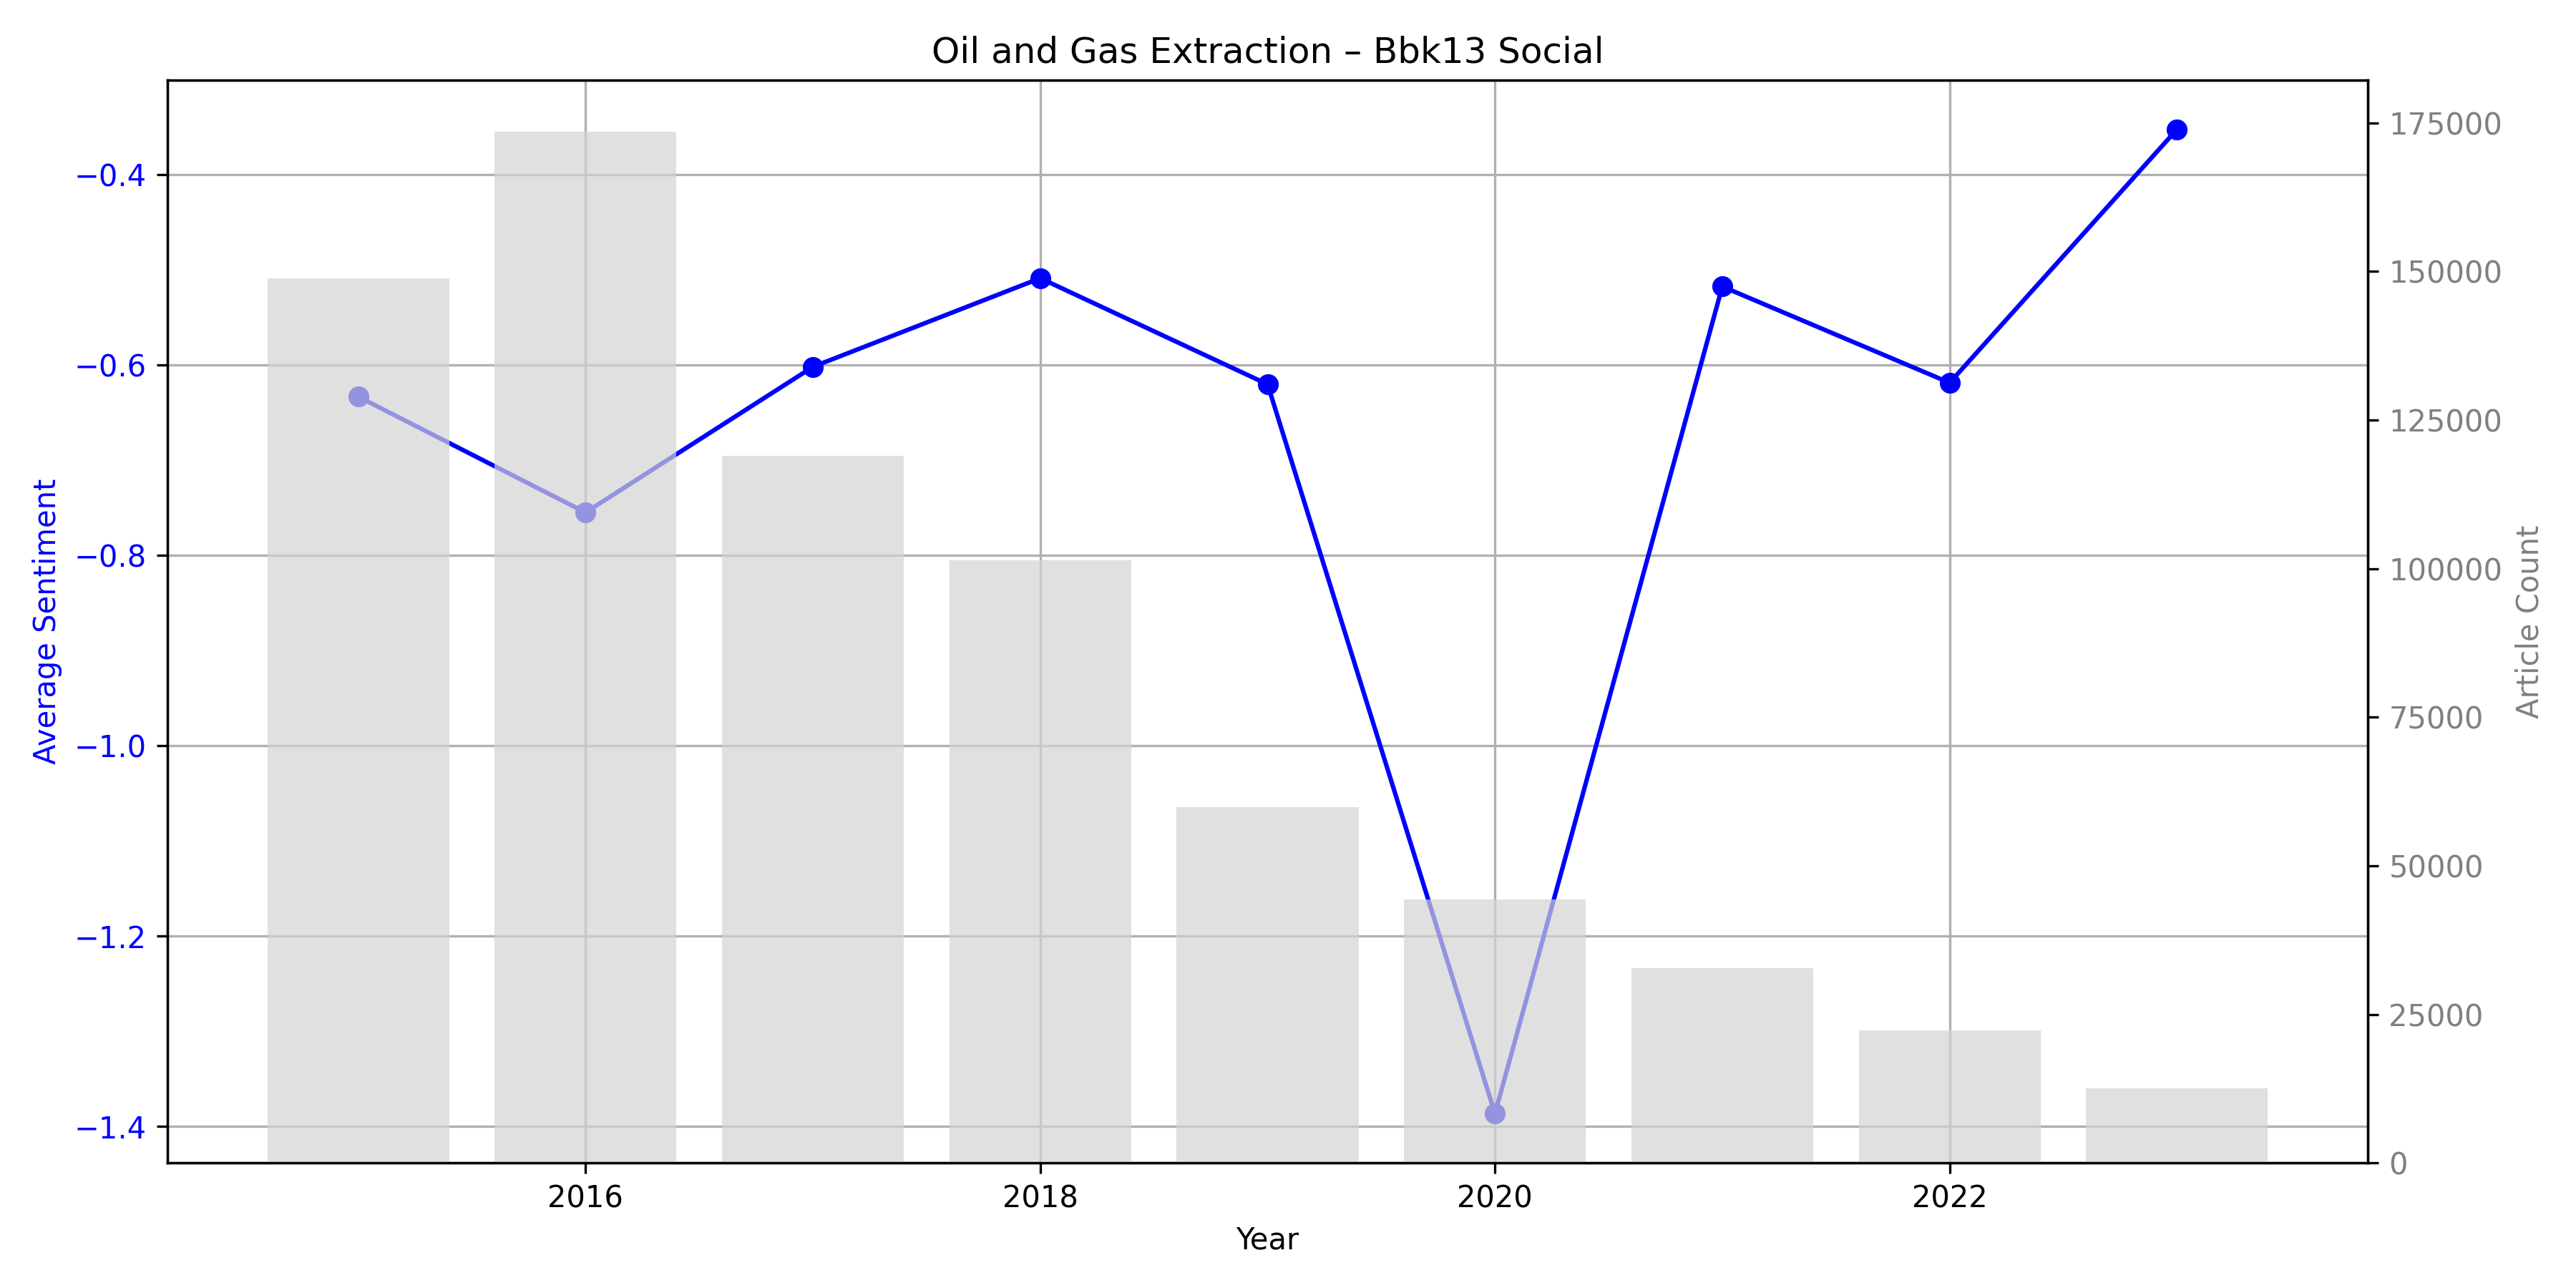 Oil and Gas Extraction – Bbk13 Social
Average Sentiment
−0.4
−0.6
−0.8
−1.0
−1.2
−1.4
175000
150000
125000
100000
75000
50000
25000
0
Article Count
2016 2018 2020 2022
Year